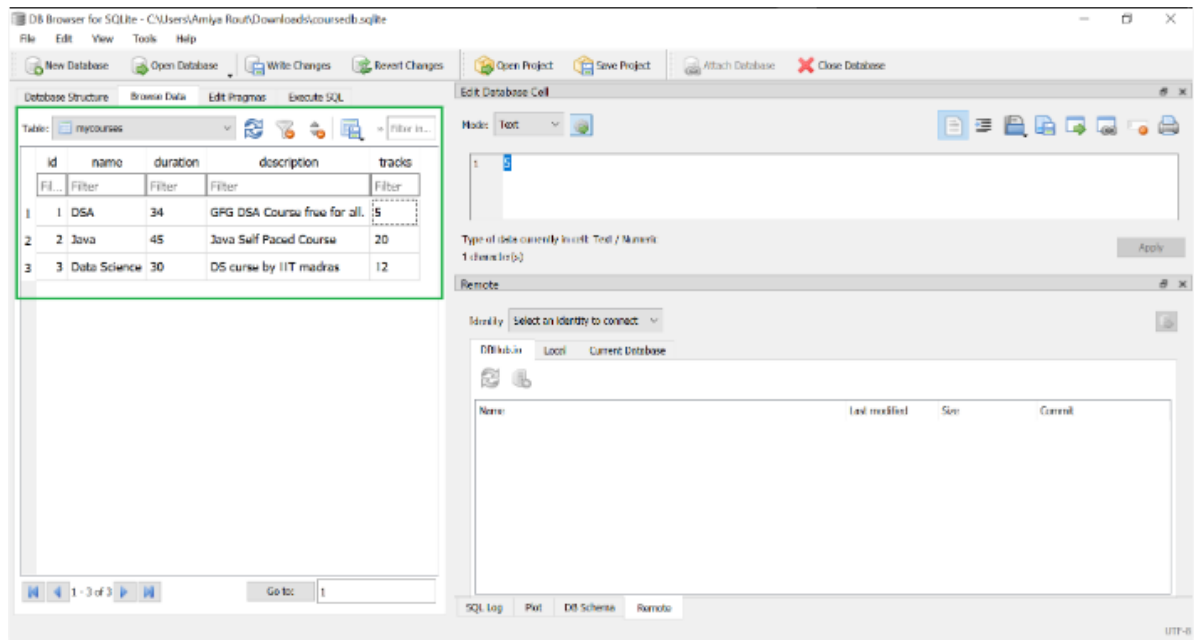 DB Browser for SQLite - C:\Users\Amiya Rout\Downloads\coursedb.sqlite
File Edit View Tools Help
New Database Open Database Write Changes Revert Changes Open Project Save Project Attach Database Close Database
Database Structure Browse Data Edit Pragmas Execute SQL
Table: mycourses Filter in...
id name duration description tracks
Fil... Filter Filter Filter Filter
1 1 DSA 34 GFG DSA Course free for all. 5
2 2 Java 45 Java Self Paced Course 20
3 3 Data Science 30 DS curse by IIT madras 12
1 - 3 of 3 Go to: 1
Edit Database Cell
Mode: Text
1 5
Type of data currently in cell: Text / Numeric
1 character(s)
Apply
Remote
Identity Select an identity to connect
DBHub.io Local Current Database
Name Last modified Size Commit
SQL Log Plot DB Schema Remote
UTF-8